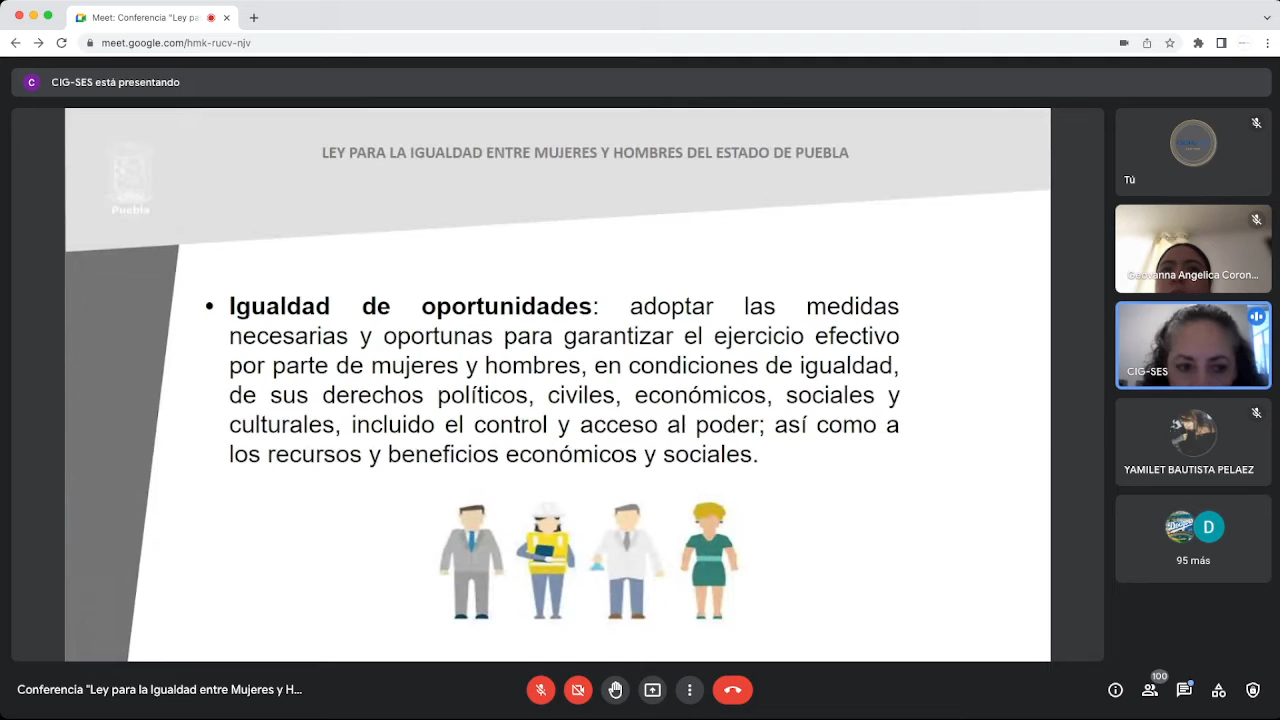 Meet: Conferencia "Ley pa
meet.google.com/hmk-rucv-njv
C
CIG-SES está presentando
LEY PARA LA IGUALDAD ENTRE MUJERES Y HOMBRES DEL ESTADO DE PUEBLA
Puebla
• Igualdad de oportunidades: adoptar las medidas
necesarias y oportunas para garantizar el ejercicio efectivo
por parte de mujeres y hombres, en condiciones de igualdad,
de sus derechos políticos, civiles, económicos, sociales y
culturales, incluido el control y acceso al poder; así como a
los recursos y beneficios económicos y sociales.
Tú
Geovanna Angelica Coron...
CIG-SES
YAMILET BAUTISTA PELAEZ
D
95 más
Conferencia "Ley para la Igualdad entre Mujeres y H...
100